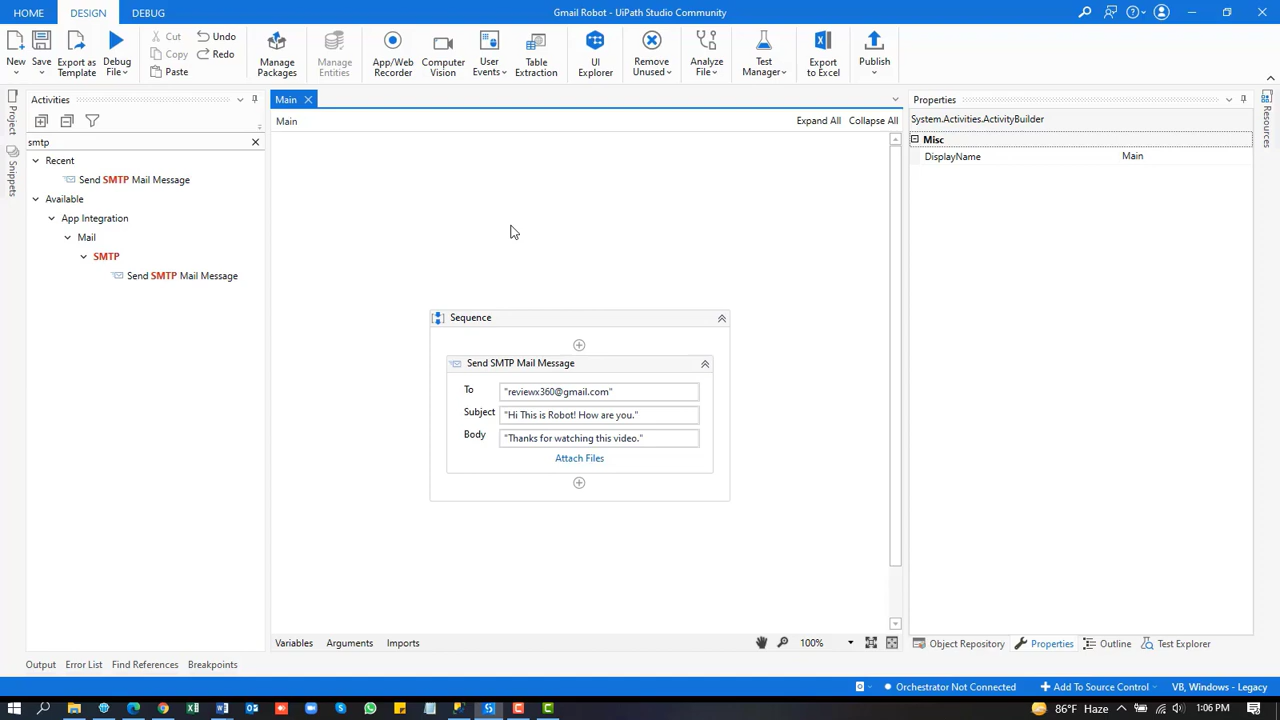 HOME DESIGN DEBUG
Gmail Robot - UiPath Studio Community
New
Save
Export as Template
Debug File
Cut
Copy
Paste
Undo
Redo
Manage Packages
Manage Entities
App/Web Recorder
Computer Vision
User Events
Table Extraction
UI Explorer
Remove Unused
Analyze File
Test Manager
Export to Excel
Publish
Project
Snippets
Activities
smtp
Recent
Send SMTP Mail Message
Available
App Integration
Mail
SMTP
Send SMTP Mail Message
Main
Main
Expand All Collapse All
Sequence
Send SMTP Mail Message
To "reviewx360@gmail.com"
Subject "Hi This is Robot! How are you."
Body "Thanks for watching this video."
Attach Files
Variables Arguments Imports
100%
Properties
System.Activities.ActivityBuilder
Misc
DisplayName Main
Resources
Object Repository Properties Outline Test Explorer
Output Error List Find References Breakpoints
Orchestrator Not Connected Add To Source Control VB, Windows - Legacy
86°F Haze 1:06 PM